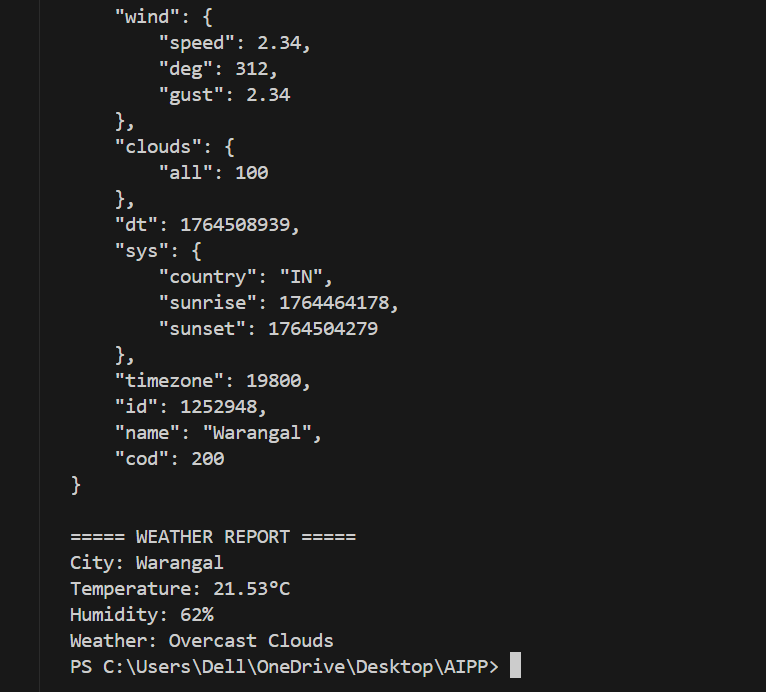 "wind": {
"speed": 2.34,
"deg": 312,
"gust": 2.34
},
"clouds": {
"all": 100
},
"dt": 1764508939,
"sys": {
"country": "IN",
"sunrise": 1764464178,
"sunset": 1764504279
},
"timezone": 19800,
"id": 1252948,
"name": "Warangal",
"cod": 200
}
===== WEATHER REPORT =====
City: Warangal
Temperature: 21.53°C
Humidity: 62%
Weather: Overcast Clouds
PS C:\Users\Dell\OneDrive\Desktop\AIPP>